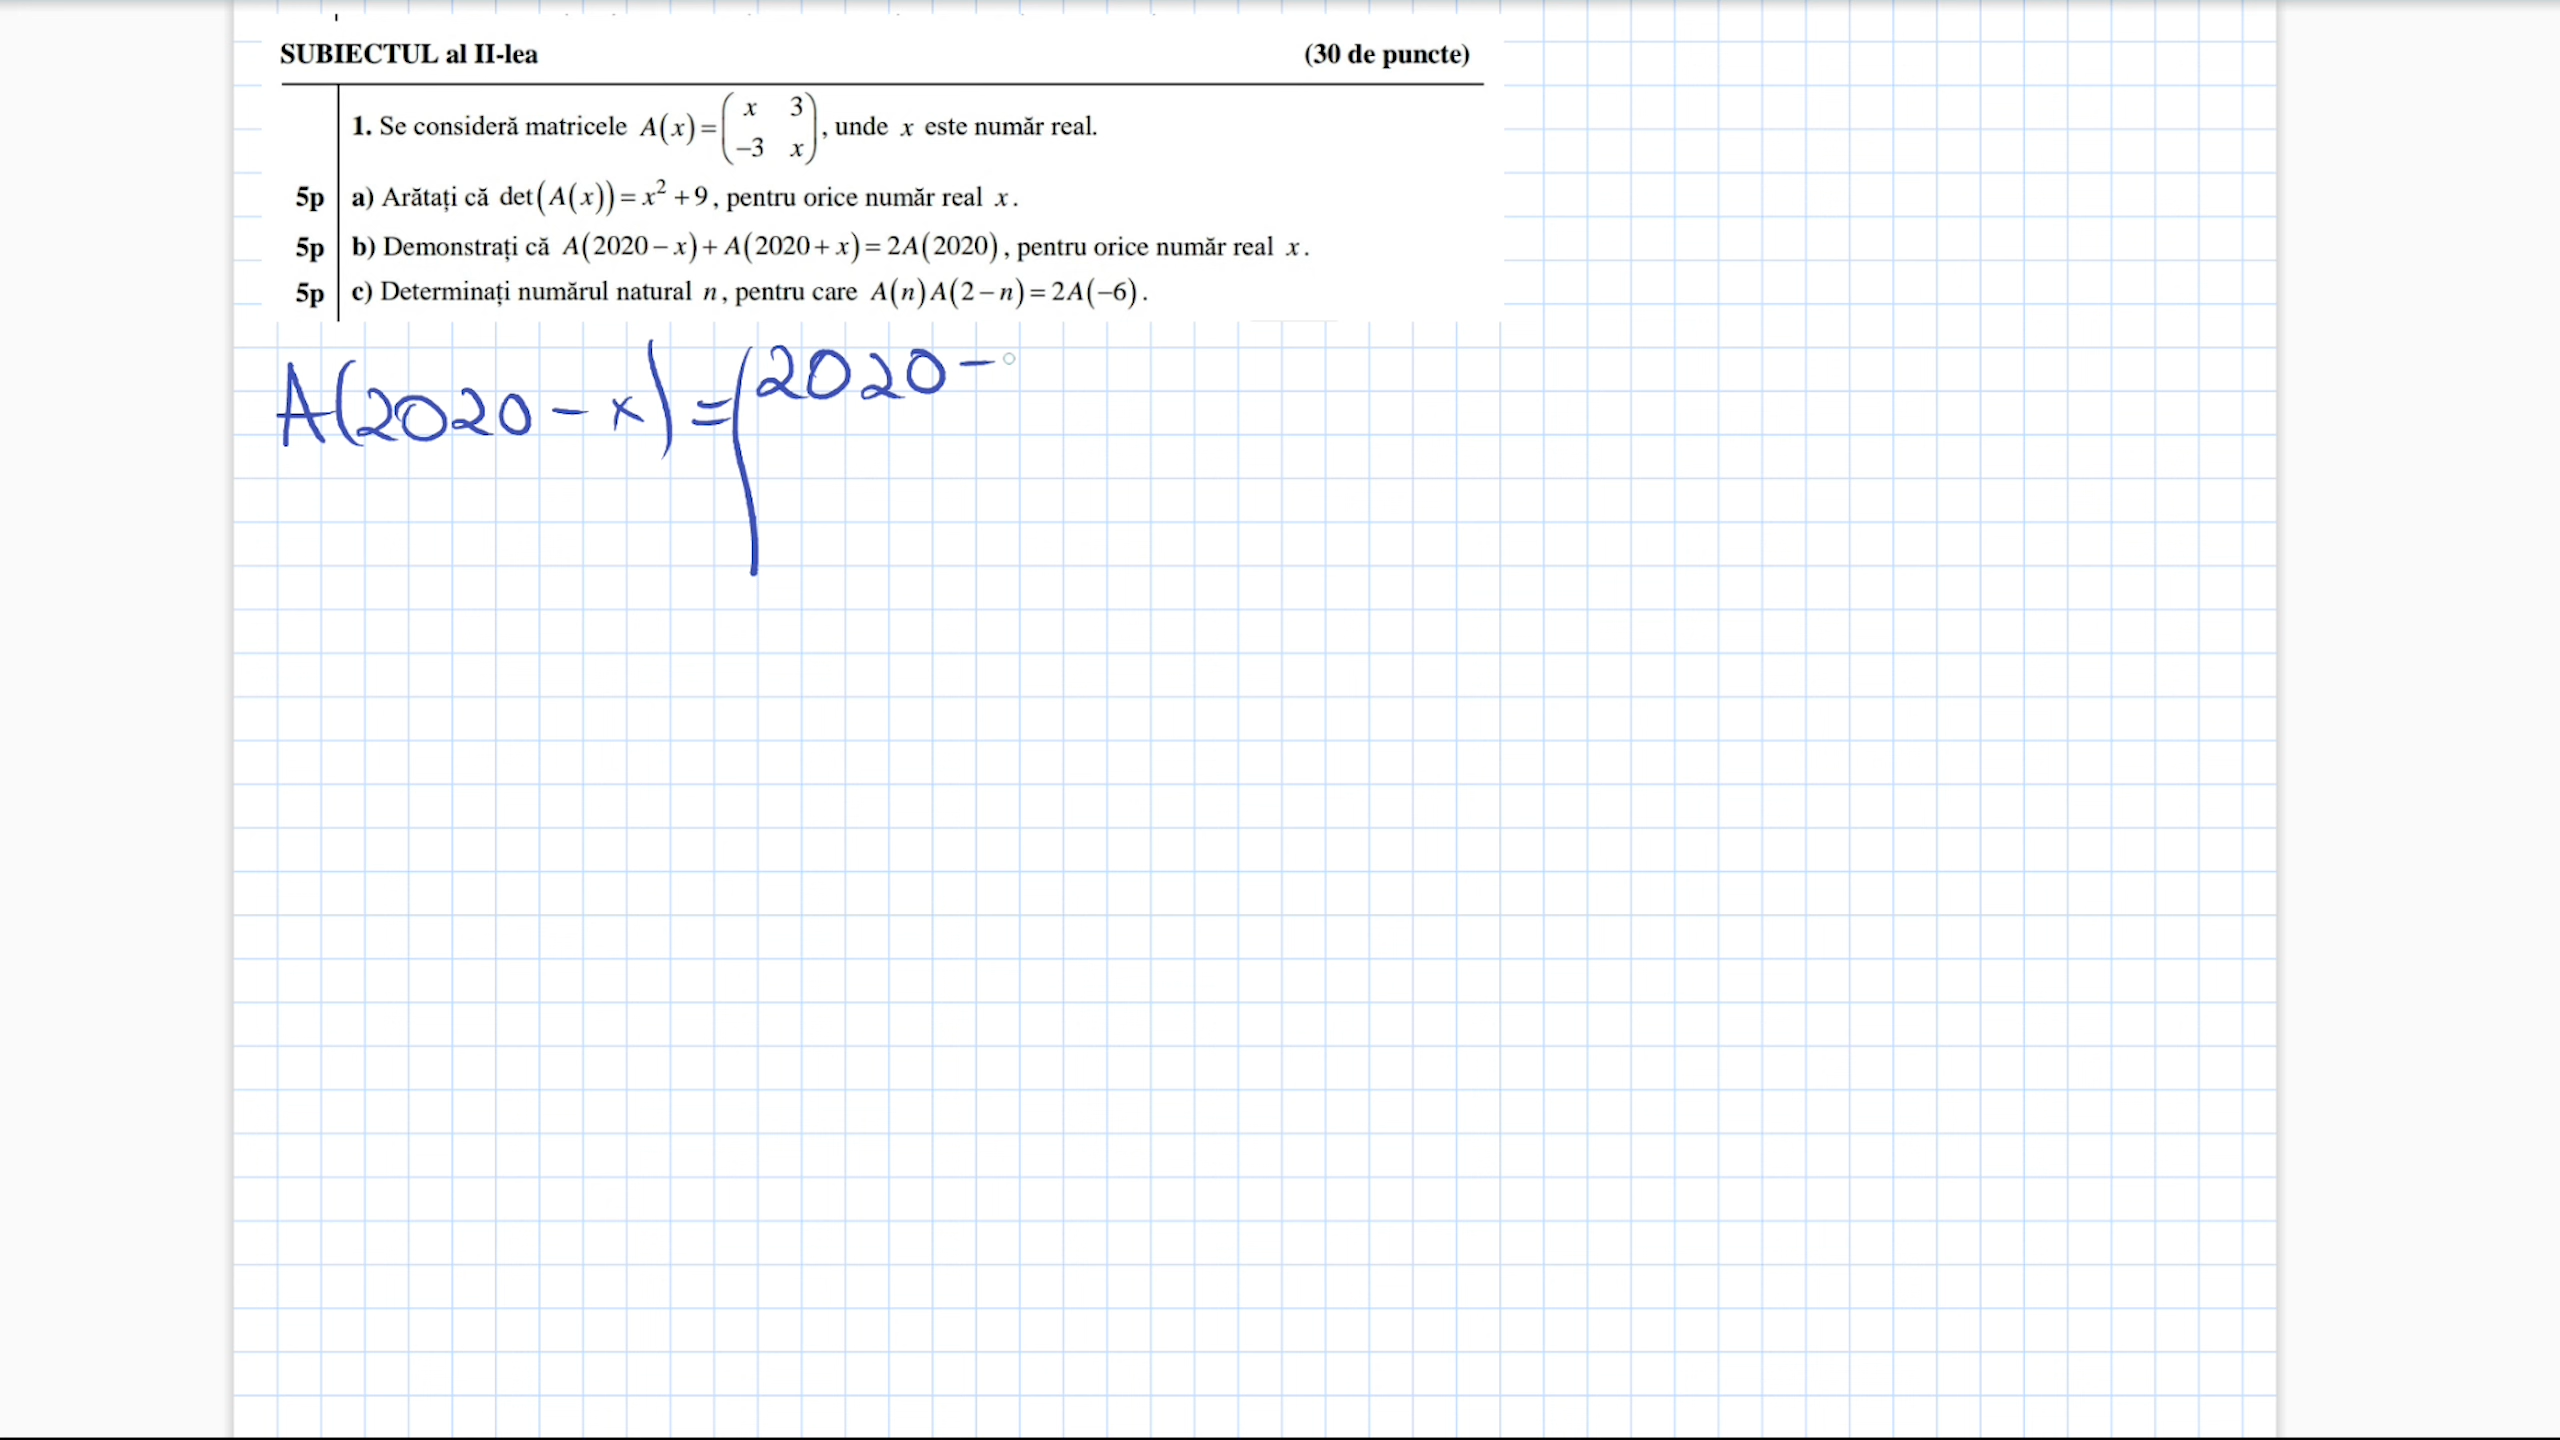 SUBIECTUL al II-lea (30 de puncte)
1. Se consideră matricele A(x) = (x 3 −3 x), unde x este număr real.
5p a) Arătați că det(A(x)) = x² + 9, pentru orice număr real x.
5p b) Demonstrați că A(2020 − x) + A(2020 + x) = 2A(2020), pentru orice număr real x.
5p c) Determinați numărul natural n, pentru care A(n)A(2 − n) = 2A(−6).
A(2020 − x) = (2020 −